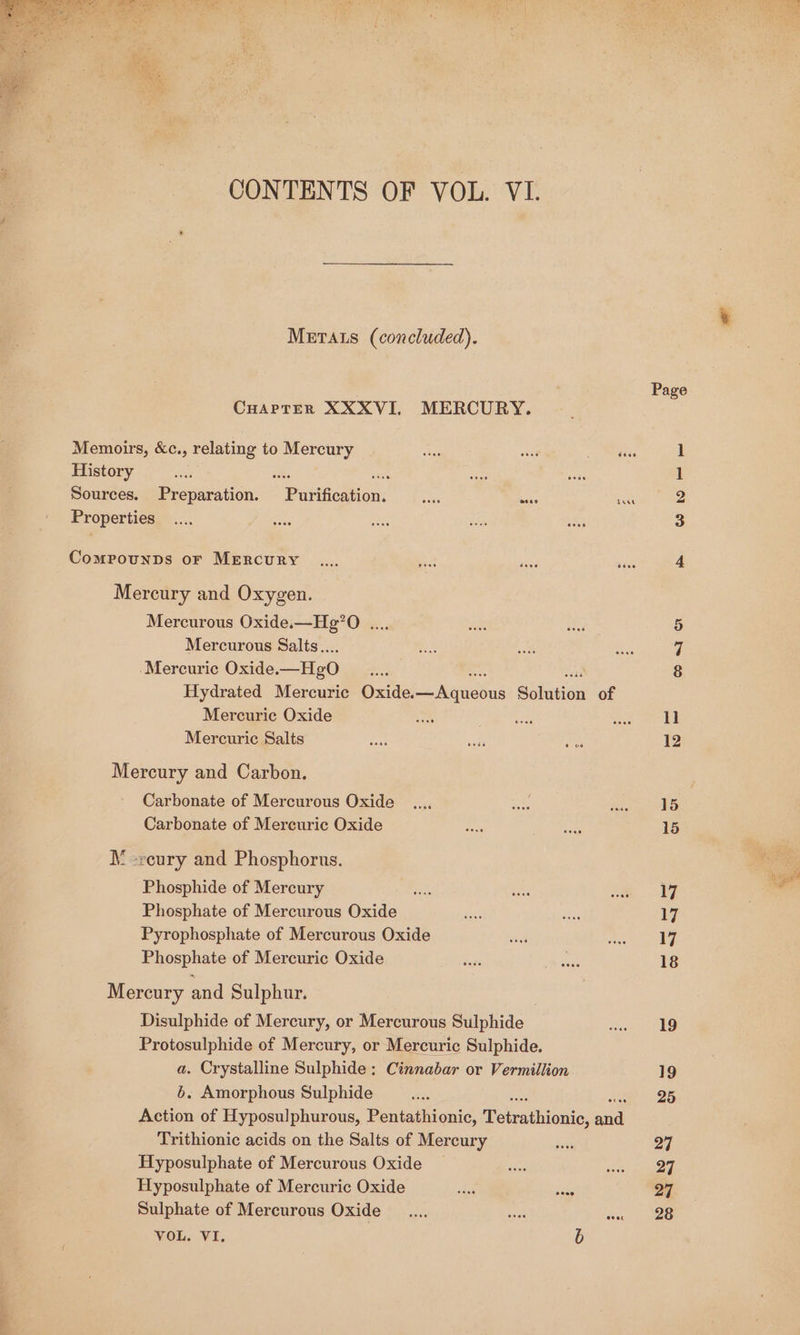 CONTENTS OF VOL. VI.
METALS (concluded).
Page
CHAPTER XXXVI. MERCURY.
Memoirs, &c., relating to Mercury .... .... .... 1
History .... .... .... .... .... 1
Sources. Preparation. Purification. .... .... .... 2
Properties .... .... .... .... .... 3
COMPOUNDS OF MERCURY .... .... .... .... 4
Mercury and Oxygen.
Mercurous Oxide.—Hg²O .... .... .... 5
Mercurous Salts.... .... .... .... 7
Mercuric Oxide.—HgO .... .... .... 8
Hydrated Mercuric Oxide.—Aqueous Solution of
Mercuric Oxide .... .... .... 11
Mercuric Salts .... .... .... 12
Mercury and Carbon.
Carbonate of Mercurous Oxide .... .... .... 15
Carbonate of Mercuric Oxide .... .... 15
M rcury and Phosphorus.
Phosphide of Mercury .... .... .... 17
Phosphate of Mercurous Oxide .... .... 17
Pyrophosphate of Mercurous Oxide .... .... 17
Phosphate of Mercuric Oxide .... .... 18
Mercury and Sulphur.
Disulphide of Mercury, or Mercurous Sulphide .... 19
Protosulphide of Mercury, or Mercuric Sulphide.
a. Crystalline Sulphide: Cinnabar or Vermillion 19
b. Amorphous Sulphide .... .... .... 25
Action of Hyposulphurous, Pentathionic, Tetrathionic, and
Trithionic acids on the Salts of Mercury .... 27
Hyposulphate of Mercurous Oxide .... .... 27
Hyposulphate of Mercuric Oxide .... .... 27
Sulphate of Mercurous Oxide .... .... .... 28
VOL. VI. b